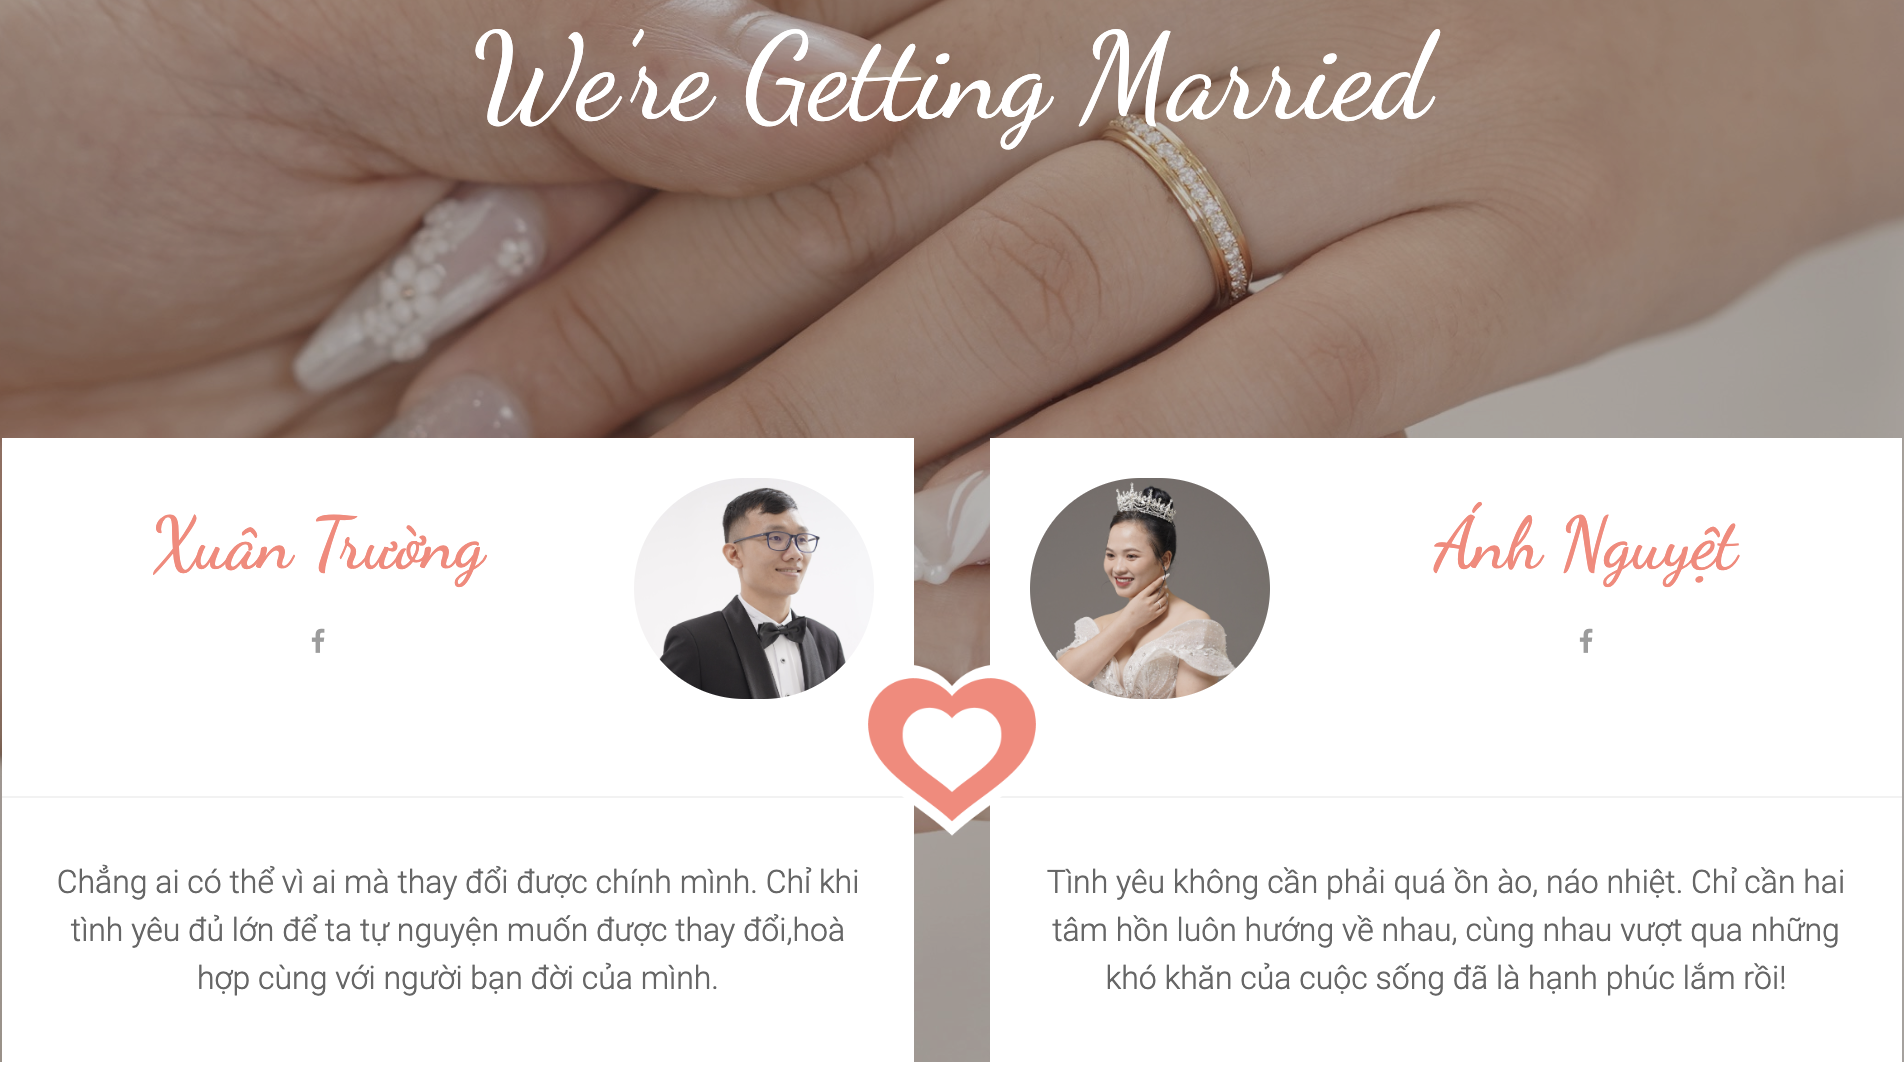 We're Getting Married
Xuân Trường
Ánh Nguyệt
Chẳng ai có thể vì ai mà thay đổi được chính mình. Chỉ khi
tình yêu đủ lớn để ta tự nguyện muốn được thay đổi,hoà
hợp cùng với người bạn đời của mình.
Tình yêu không cần phải quá ồn ào, náo nhiệt. Chỉ cần hai
tâm hồn luôn hướng về nhau, cùng nhau vượt qua những
khó khăn của cuộc sống đã là hạnh phúc lắm rồi!